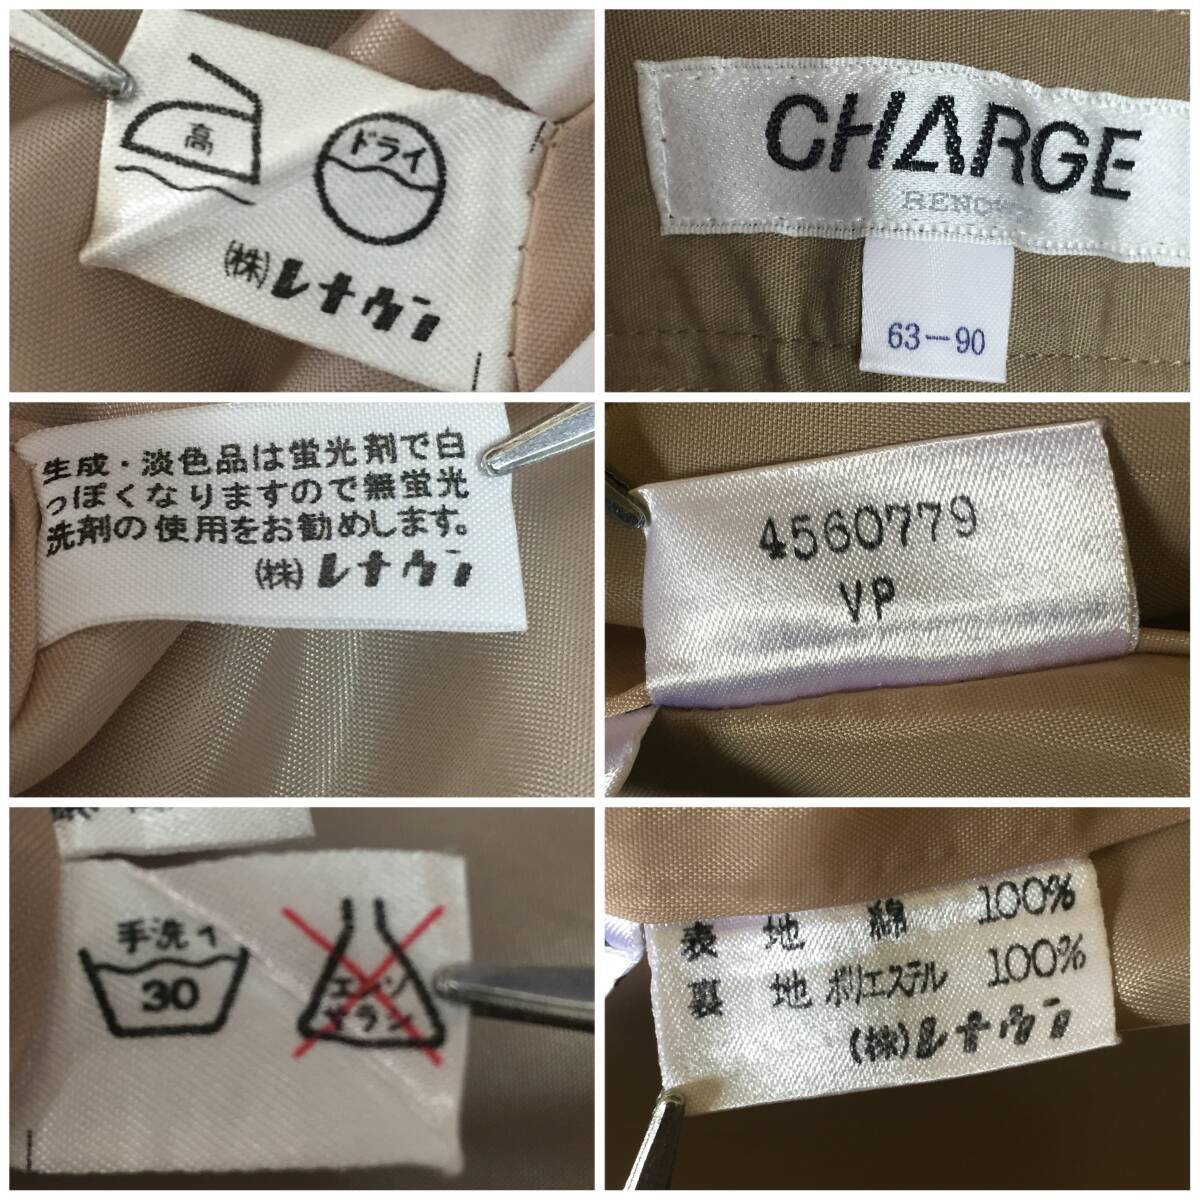 高
ドライ
(株)レナウン
CHARGE
63-90
生成・淡色品は蛍光剤で白
っぽくなりますので無蛍光
洗剤の使用をお勧めします。
(株)レナウン
4560779
VP
手洗イ
30
エンソ
サラシ
表地 綿 100%
裏地 ポリエステル 100%
(株)レナウン